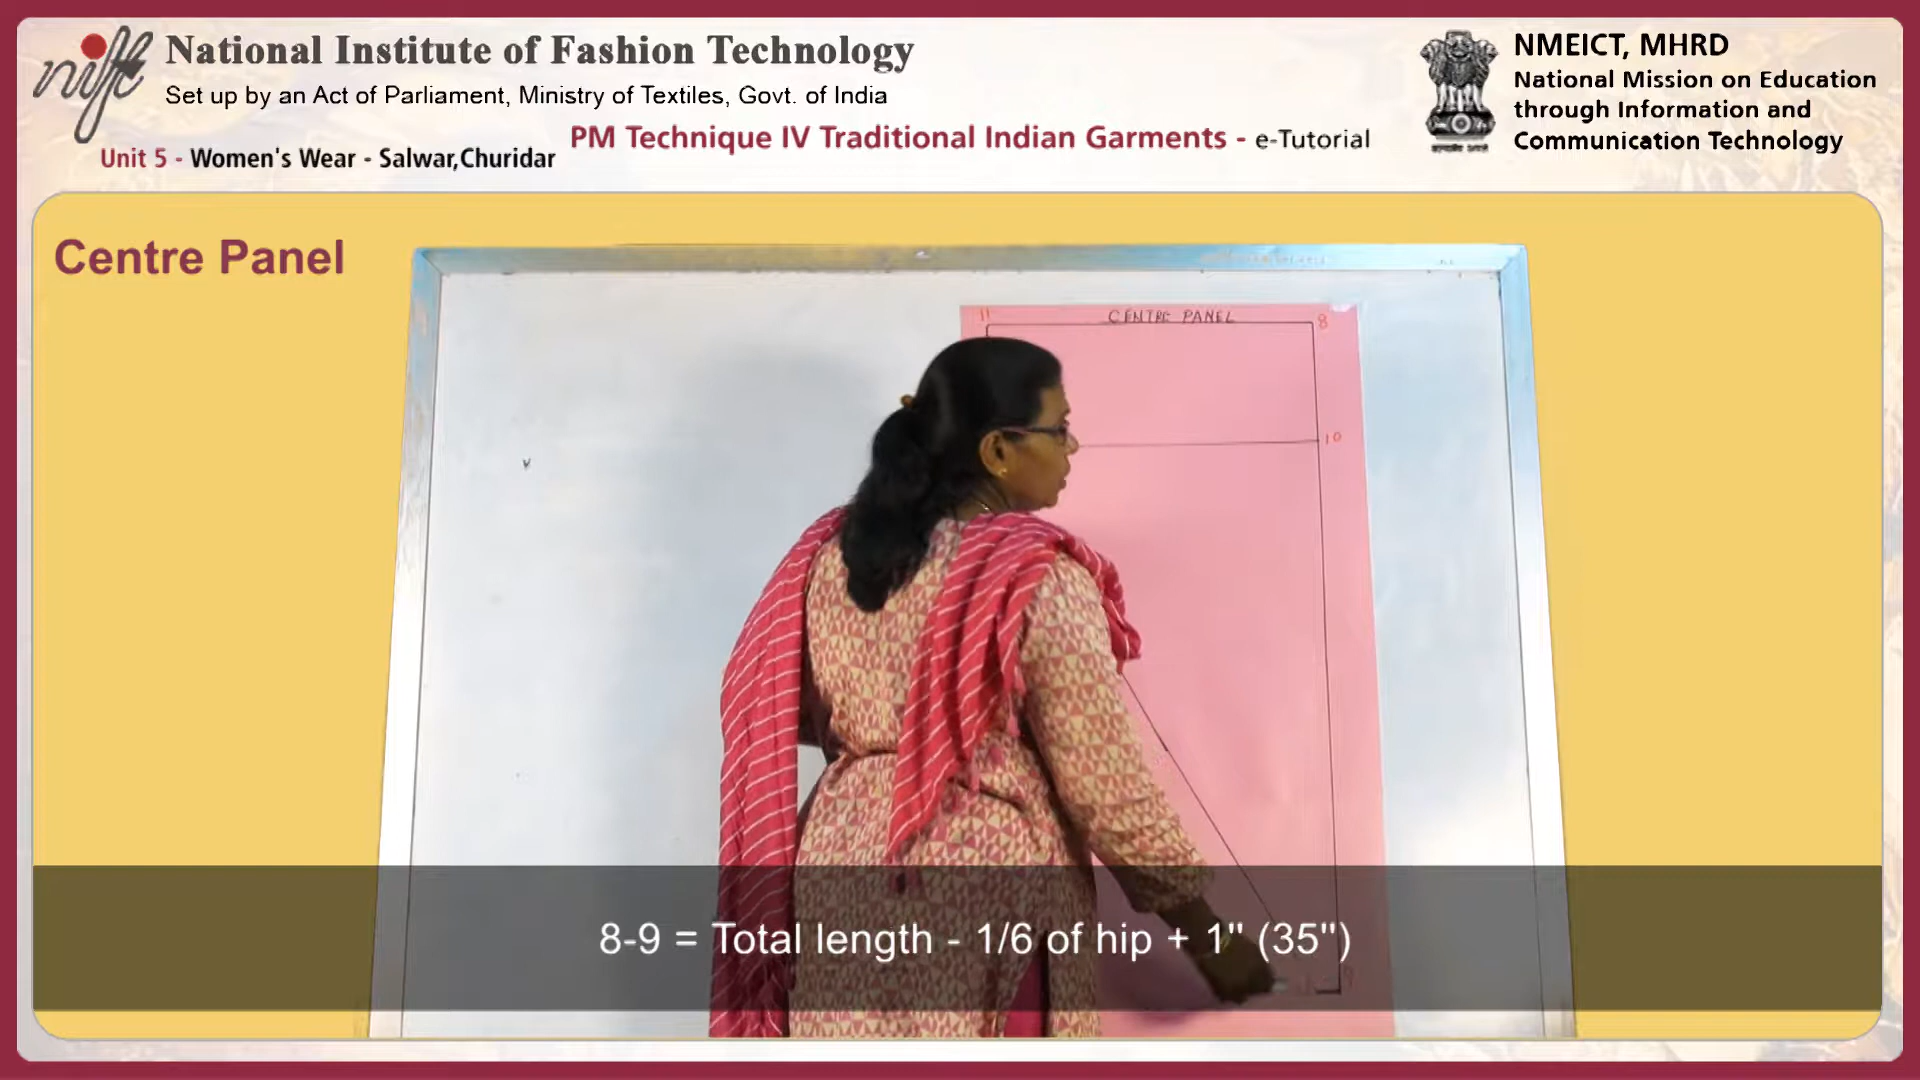 nift
National Institute of Fashion Technology
Set up by an Act of Parliament, Ministry of Textiles, Govt. of India
PM Technique IV Traditional Indian Garments - e-Tutorial
Unit 5 - Women's Wear - Salwar,Churidar
NMEICT, MHRD
National Mission on Education
through Information and
Communication Technology
Centre Panel
11 CENTRE PANEL 8
10
8-9 = Total length - 1/6 of hip + 1" (35")
9